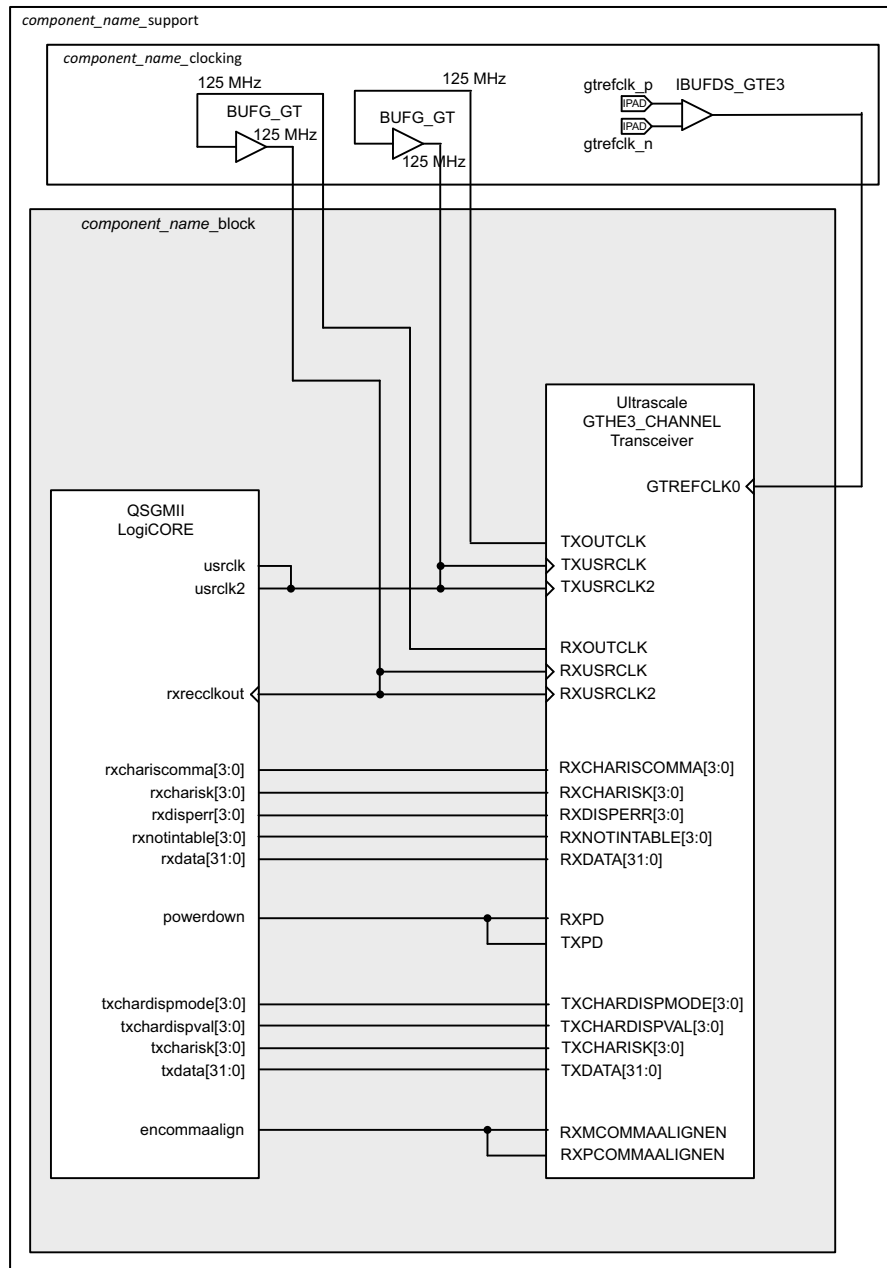 component_name_support
component_name_clocking
125 MHz
BUFG_GT
125 MHz
125 MHz
BUFG_GT
125 MHz
gtrefclk_p
IBUFDS_GTE3
IPAD
IPAD
gtrefclk_n
component_name_block
Ultrascale
GTHE3_CHANNEL
Transceiver
GTREFCLK0
QSGMII
LogiCORE
usrclk
usrclk2
rxrecclkout
TXOUTCLK
TXUSRCLK
TXUSRCLK2
RXOUTCLK
RXUSRCLK
RXUSRCLK2
rxchariscomma[3:0]
rxcharisk[3:0]
rxdisperr[3:0]
rxnotintable[3:0]
rxdata[31:0]
RXCHARISCOMMA[3:0]
RXCHARISK[3:0]
RXDISPERR[3:0]
RXNOTINTABLE[3:0]
RXDATA[31:0]
powerdown
RXPD
TXPD
txchardispmode[3:0]
txchardispval[3:0]
txcharisk[3:0]
txdata[31:0]
TXCHARDISPMODE[3:0]
TXCHARDISPVAL[3:0]
TXCHARISK[3:0]
TXDATA[31:0]
encommaalign
RXMCOMMAALIGNEN
RXPCOMMAALIGNEN